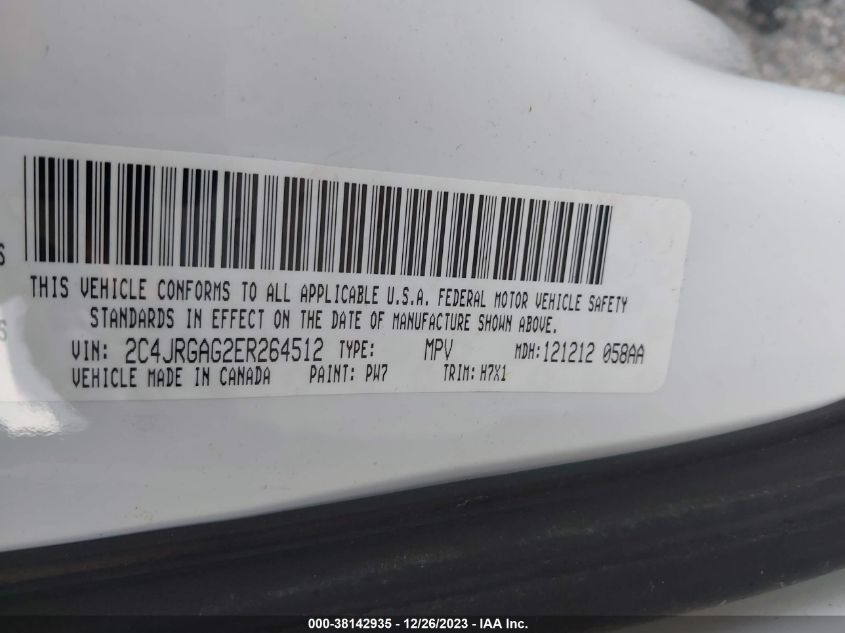 S
THIS VEHICLE CONFORMS TO ALL APPLICABLE U.S.A. FEDERAL MOTOR VEHICLE SAFETY
S
STANDARDS IN EFFECT ON THE DATE OF MANUFACTURE SHOWN ABOVE.
VIN: 2C4JRGAG2ER264512 TYPE: MPV MDH: 121212 058AA
VEHICLE MADE IN CANADA PAINT: PW7 TRIM: H7X1
000-38142935 - 12/26/2023 - IAA Inc.